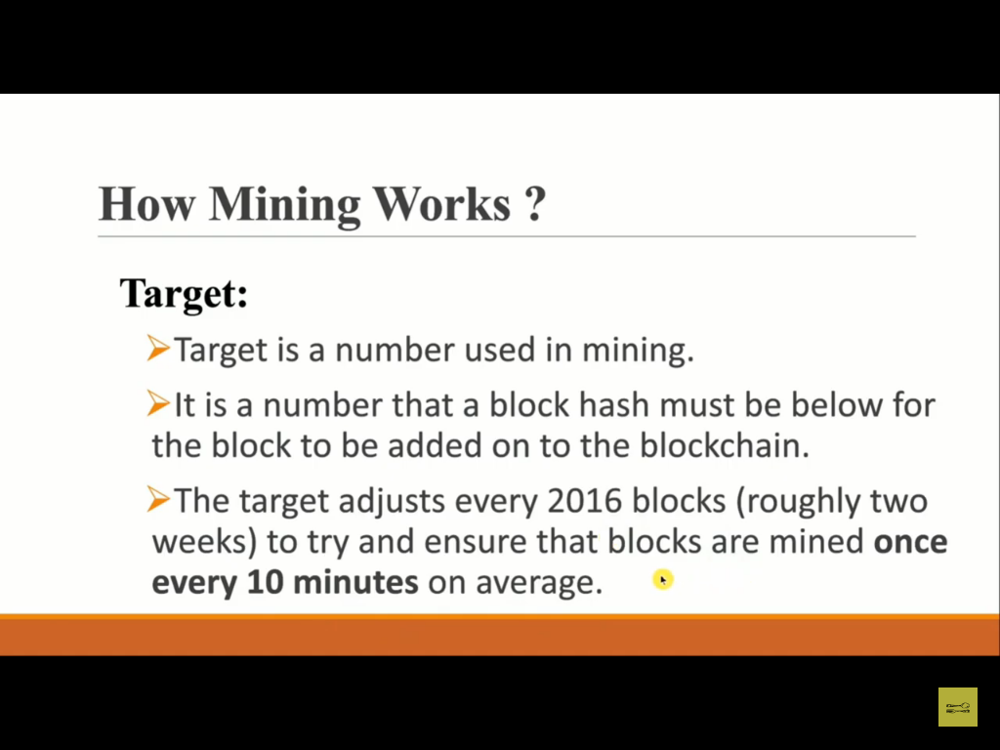 How Mining Works ?
Target:
➢Target is a number used in mining.
➢It is a number that a block hash must be below for
the block to be added on to the blockchain.
➢The target adjusts every 2016 blocks (roughly two
weeks) to try and ensure that blocks are mined once
every 10 minutes on average.